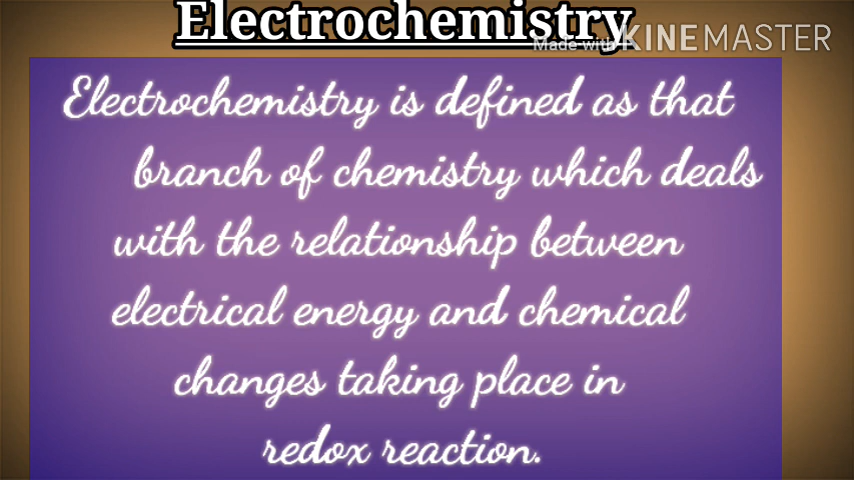 Electrochemistry
Made with KINEMASTER
Electrochemistry is defined as that
branch of chemistry which deals
with the relationship between
electrical energy and chemical
changes taking place in
redox reaction.